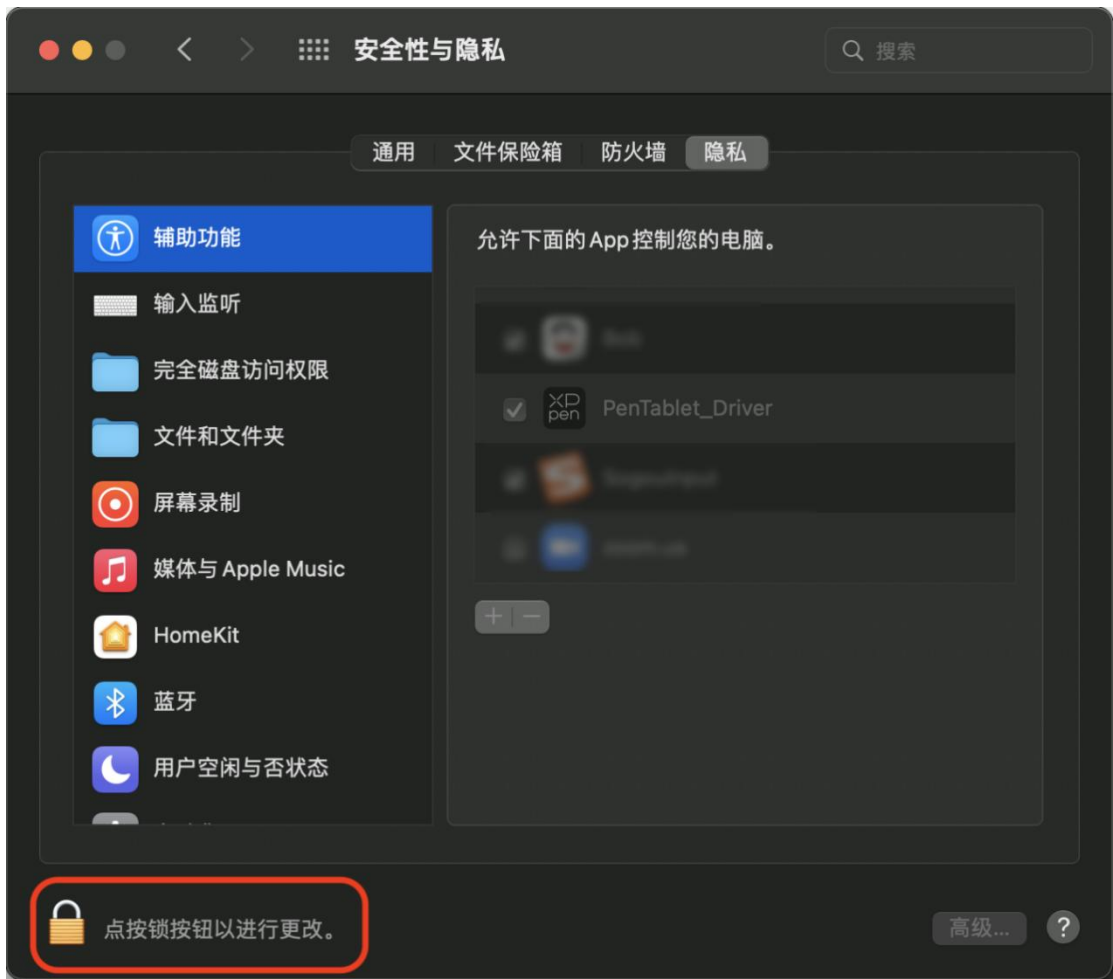 安全性与隐私
搜索
通用 文件保险箱 防火墙 隐私
辅助功能
输入监听
完全磁盘访问权限
文件和文件夹
屏幕录制
媒体与 Apple Music
HomeKit
蓝牙
用户空闲与否状态
允许下面的 App 控制您的电脑。
XP
pen
PenTablet_Driver
点按锁按钮以进行更改。
高级...
?